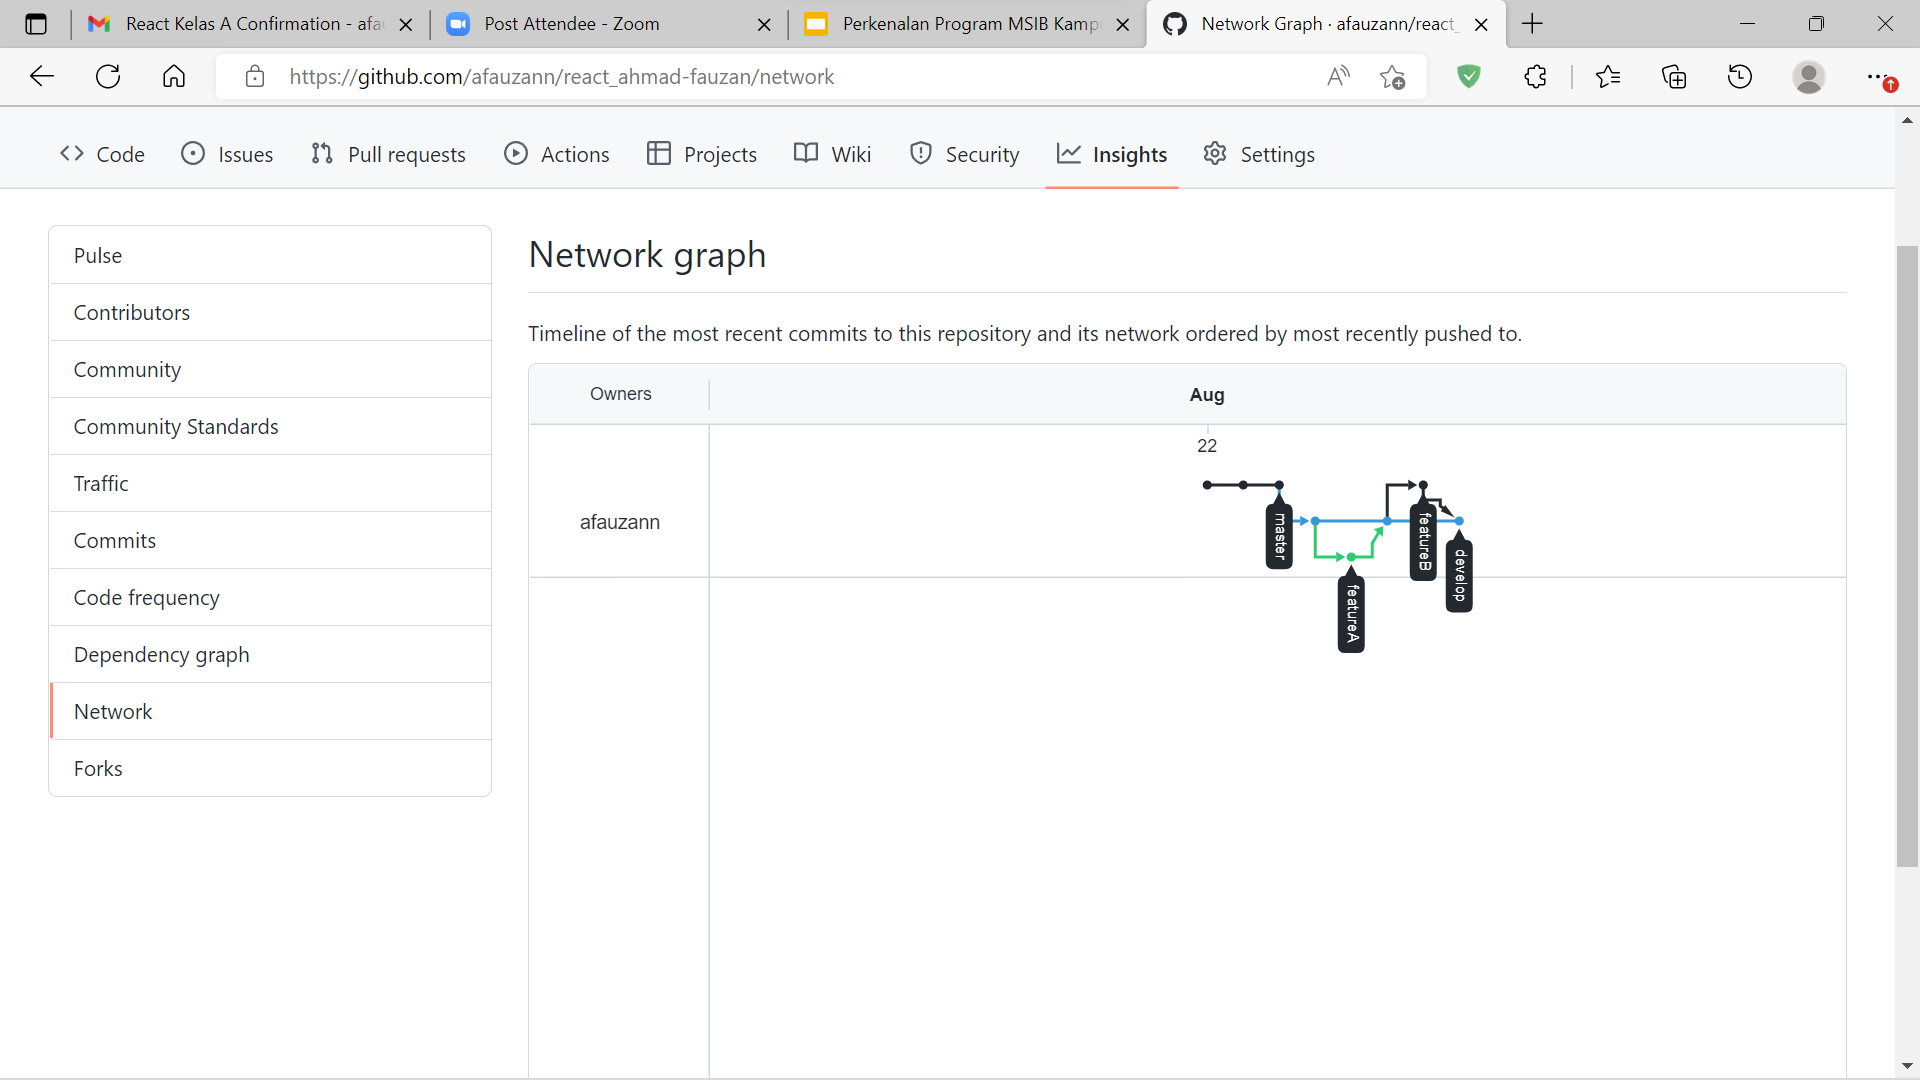 React Kelas A Confirmation - afau
Post Attendee - Zoom
Perkenalan Program MSIB Kamp
Network Graph · afauzann/react_
https://github.com/afauzann/react_ahmad-fauzan/network
Code
Issues
Pull requests
Actions
Projects
Wiki
Security
Insights
Settings
Pulse
Contributors
Community
Community Standards
Traffic
Commits
Code frequency
Dependency graph
Network
Forks
Network graph
Timeline of the most recent commits to this repository and its network ordered by most recently pushed to.
Owners
Aug
22
afauzann
master
featureA
featureB
develop